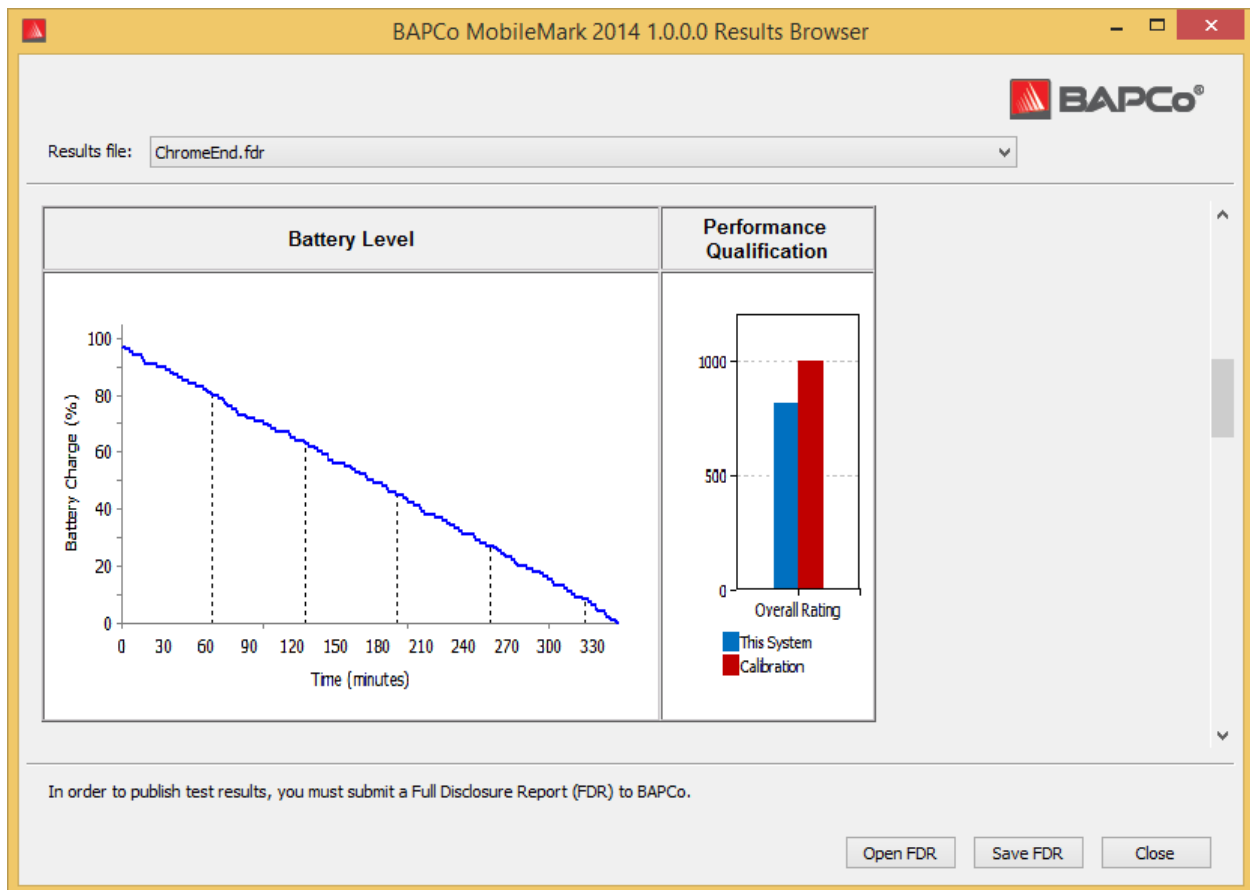 BAPCo MobileMark 2014 1.0.0.0 Results Browser
BAPCo®
Results file: ChromeEnd.fdr
Battery Level
Performance
Qualification
100
80
60
40
20
0
Battery Charge (%)
0 30 60 90 120 150 180 210 240 270 300 330
Time (minutes)
1000
500
0
Overall Rating
This System
Calibration
In order to publish test results, you must submit a Full Disclosure Report (FDR) to BAPCo.
Open FDR Save FDR Close